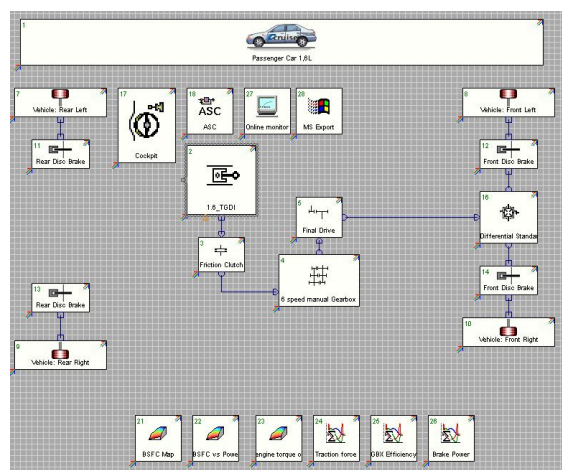 1
Cruise
Passenger Car 1,6L
7
Vehicle: Rear Left
17
Cockpit
18
ASC
ASC
27
Online monitor
28
MS Export
8
Vehicle: Front Left
11
Rear Disc Brake
12
Front Disc Brake
2
1.6_TGDI
5
Final Drive
16
Differential Standa
3
Friction Clutch
4
6 speed manual Gearbox
13
Rear Disc Brake
14
Front Disc Brake
9
Vehicle: Rear Right
10
Vehicle: Front Right
21
BSFC Map
22
BSFC vs Powe
23
engine torque o
24
Traction force
25
GBX Efficiency
26
Brake Power